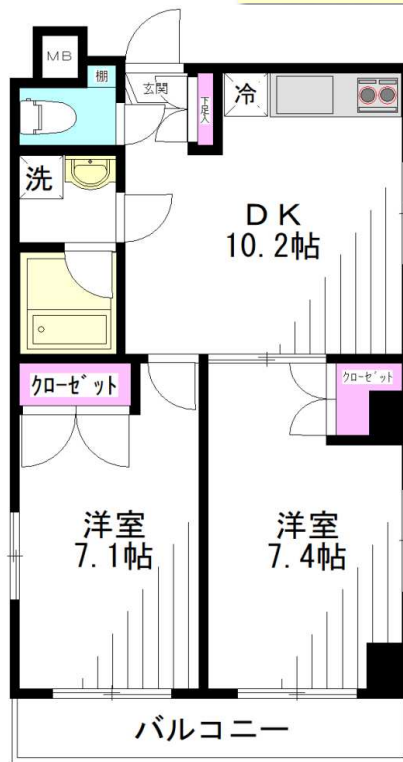 MB
棚
玄関
下足入
冷
洗
DK
10.2帖
クローゼット
クローゼット
洋室
7.1帖
洋室
7.4帖
バルコニー